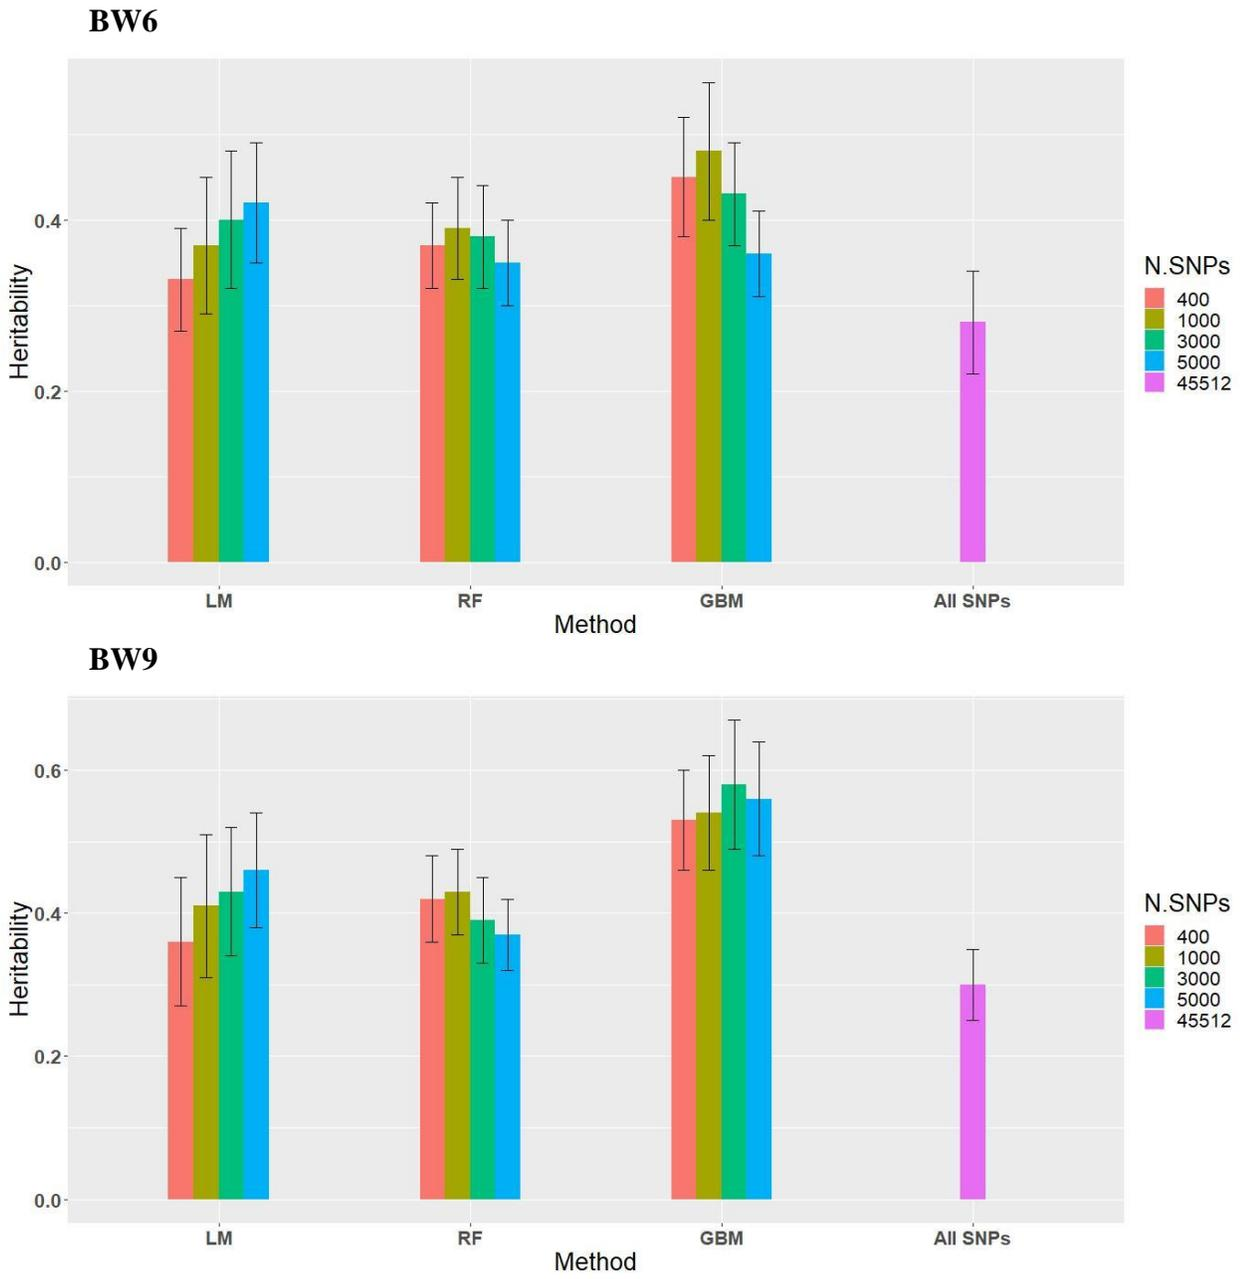 BW6
Heritability
0.4
0.2
0.0
LM
RF
GBM
All SNPs
Method
N.SNPs
400
1000
3000
5000
45512
BW9
Heritability
0.6
0.4
0.2
0.0
LM
RF
GBM
All SNPs
Method
N.SNPs
400
1000
3000
5000
45512